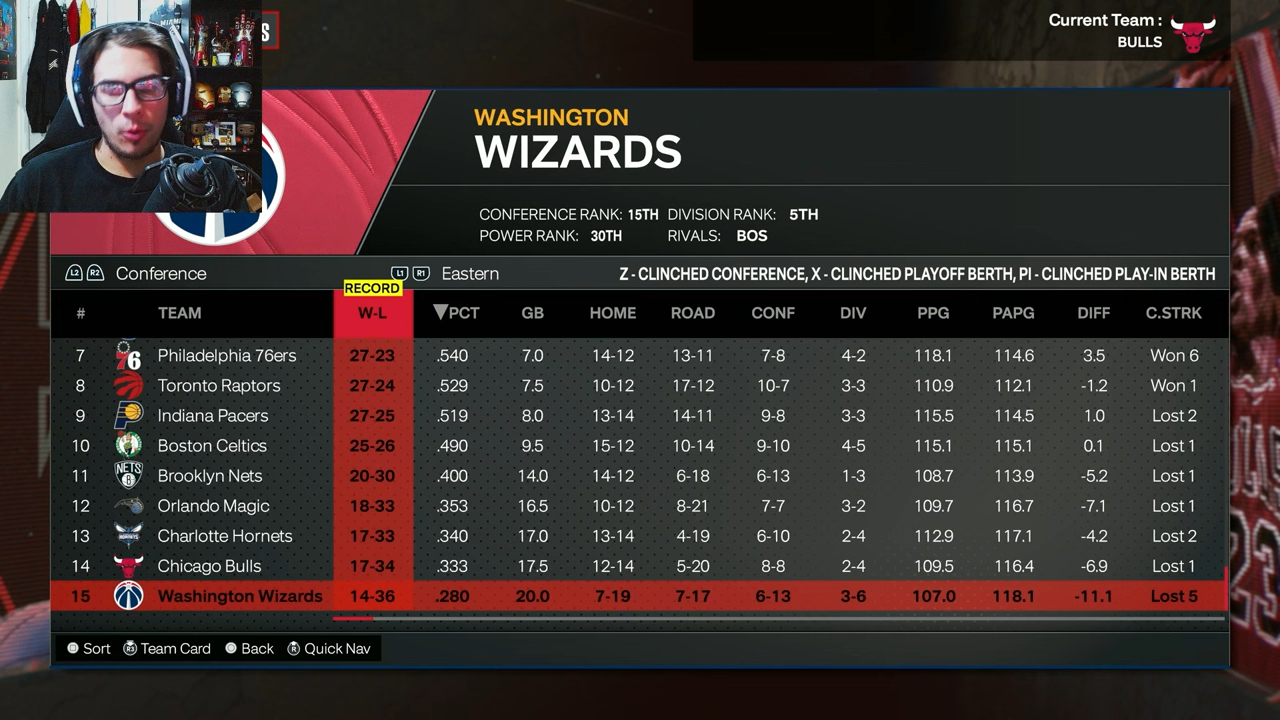 S
Current Team :
BULLS
WASHINGTON
WIZARDS
CONFERENCE RANK: 15TH DIVISION RANK: 5TH
POWER RANK: 30TH RIVALS: BOS
L2 R2 Conference L1 R1 Eastern Z - CLINCHED CONFERENCE, X - CLINCHED PLAYOFF BERTH, PI - CLINCHED PLAY-IN BERTH
RECORD
# TEAM W-L PCT GB HOME ROAD CONF DIV PPG PAPG DIFF C.STRK
7 Philadelphia 76ers 27-23 .540 7.0 14-12 13-11 7-8 4-2 118.1 114.6 3.5 Won 6
8 Toronto Raptors 27-24 .529 7.5 10-12 17-12 10-7 3-3 110.9 112.1 -1.2 Won 1
9 Indiana Pacers 27-25 .519 8.0 13-14 14-11 9-8 3-3 115.5 114.5 1.0 Lost 2
10 Boston Celtics 25-26 .490 9.5 15-12 10-14 9-10 4-5 115.1 115.1 0.1 Lost 1
11 NETS B Brooklyn Nets 20-30 .400 14.0 14-12 6-18 6-13 1-3 108.7 113.9 -5.2 Lost 1
12 Orlando Magic 18-33 .353 16.5 10-12 8-21 7-7 3-2 109.7 116.7 -7.1 Lost 1
13 Charlotte Hornets 17-33 .340 17.0 13-14 4-19 6-10 2-4 112.9 117.1 -4.2 Lost 2
14 Chicago Bulls 17-34 .333 17.5 12-14 5-20 8-8 2-4 109.5 116.4 -6.9 Lost 1
15 Washington Wizards 14-36 .280 20.0 7-19 7-17 6-13 3-6 107.0 118.1 -11.1 Lost 5
Sort R3 Team Card Back R Quick Nav
23